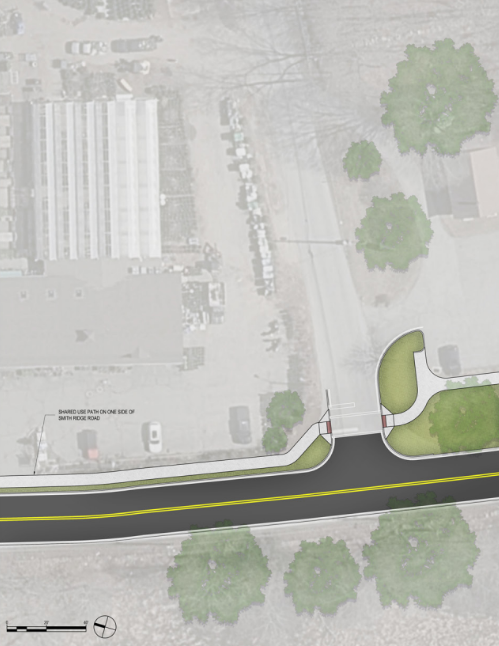 SHARED USE PATH ON ONE SIDE OF
SMITH RIDGE ROAD